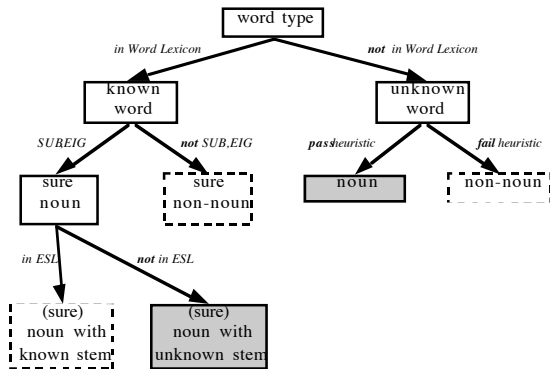 word type
in Word Lexicon
not in Word Lexicon
known
word
unknown
word
SUB,EIG
not SUB,EIG
pass heuristic
fail heuristic
sure
noun
sure
non-noun
noun
non-noun
in ESL
not in ESL
(sure)
noun with
known stem
(sure)
noun with
unknown stem